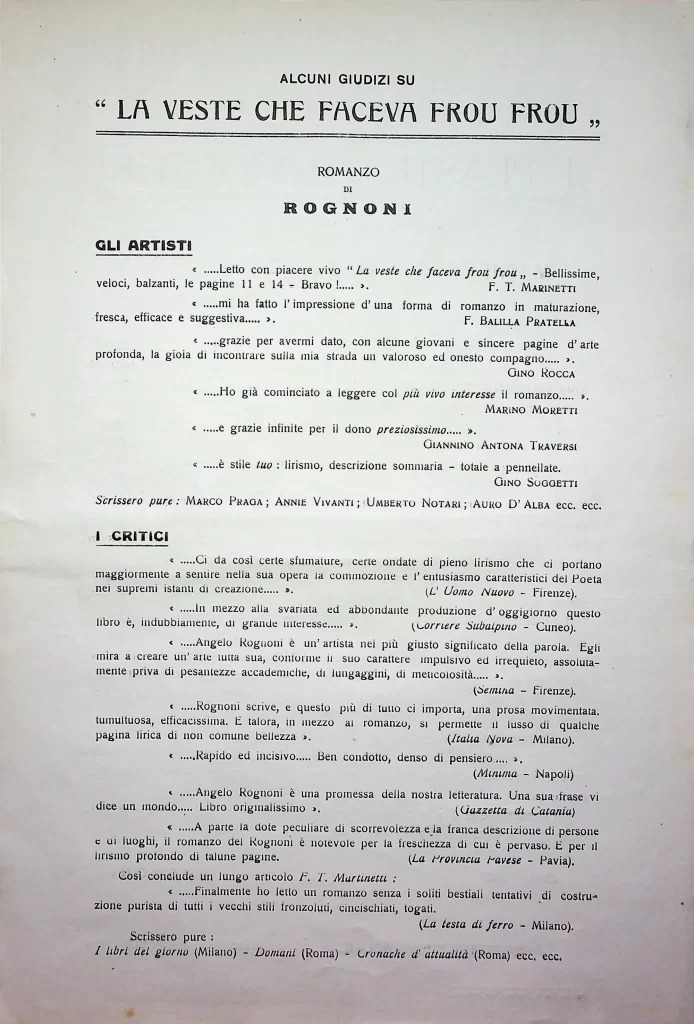 ALCUNI GIUDIZI SU
“ LA VESTE CHE FACEVA FROU FROU „
ROMANZO
DI
ROGNONI
GLI ARTISTI
« .....Letto con piacere vivo “ La veste che faceva frou frou „ - Bellissime,
veloci, balzanti, le pagine 11 e 14 - Bravo !..... ».
F. T. MARINETTI
« .....mi ha fatto l' impressione d' una forma di romanzo in maturazione,
fresca, efficace e suggestiva..... ».
F. BALILLA PRATELLA
« .....grazie per avermi dato, con alcune giovani e sincere pagine d' arte
profonda, la gioia di incontrare sulla mia strada un valoroso ed onesto compagno..... ».
GINO ROCCA
« .....Ho già cominciato a leggere col più vivo interesse il romanzo..... ».
MARINO MORETTI
« .....e grazie infinite per il dono preziosissimo..... ».
GIANNINO ANTONA TRAVERSI
« .....è stile tuo : lirismo, descrizione sommaria - totale a pennellate.
GINO SOGGETTI
Scrissero pure : MARCO PRAGA ; ANNIE VIVANTI ; UMBERTO NOTARI ; AURO D' ALBA ecc. ecc.
I CRITICI
« .....Ci da così certe sfumature, certe ondate di pieno lirismo che ci portano
maggiormente a sentire nella sua opera la commozione e l' entusiasmo caratteristici del Poeta
nei supremi istanti di creazione..... ».
(L' Uomo Nuovo - Firenze).
« .....In mezzo alla svariata ed abbondante produzione d' oggigiorno questo
libro è, indubbiamente, di grande interesse..... ».
(Corriere Subalpino - Cuneo).
« .....Angelo Rognoni è un' artista nel più giusto significato della parola. Egli
mira a creare un' arte tutta sua, conforme il suo carattere impulsivo ed irrequieto, assoluta-
mente priva di pesantezze accademiche, di lungaggini, di meticolosità..... ».
(Semina - Firenze).
« .....Rognoni scrive, e questo più di tutto ci importa, una prosa movimentata,
tumultuosa, efficacissima. E talora, in mezzo al romanzo, si permette il lusso di qualche
pagina lirica di non comune bellezza ».
(Italia Nova - Milano).
« .....Rapido ed incisivo..... Ben condotto, denso di pensiero..... ».
(Minima - Napoli)
« .....Angelo Rognoni è una promessa della nostra letteratura. Una sua frase vi
dice un mondo..... Libro originalissimo ».
(Gazzetta di Catania)
« .....A parte la dote peculiare di scorrevolezza e la franca descrizione di persone
e di luoghi, il romanzo del Rognoni è notevole per la freschezza di cui è pervaso. E per il
lirismo profondo di talune pagine.
(La Provincia Pavese - Pavia).
Così conclude un lungo articolo F. T. Martinetti :
« .....Finalmente ho letto un romanzo senza i soliti bestiali tentativi di costru-
zione purista di tutti i vecchi stili fronzoluti, cincischiati, togati.
(La testa di ferro - Milano).
Scrissero pure :
I libri del giorno (Milano) - Domani (Roma) - Cronache d' attualità (Roma) ecc. ecc.